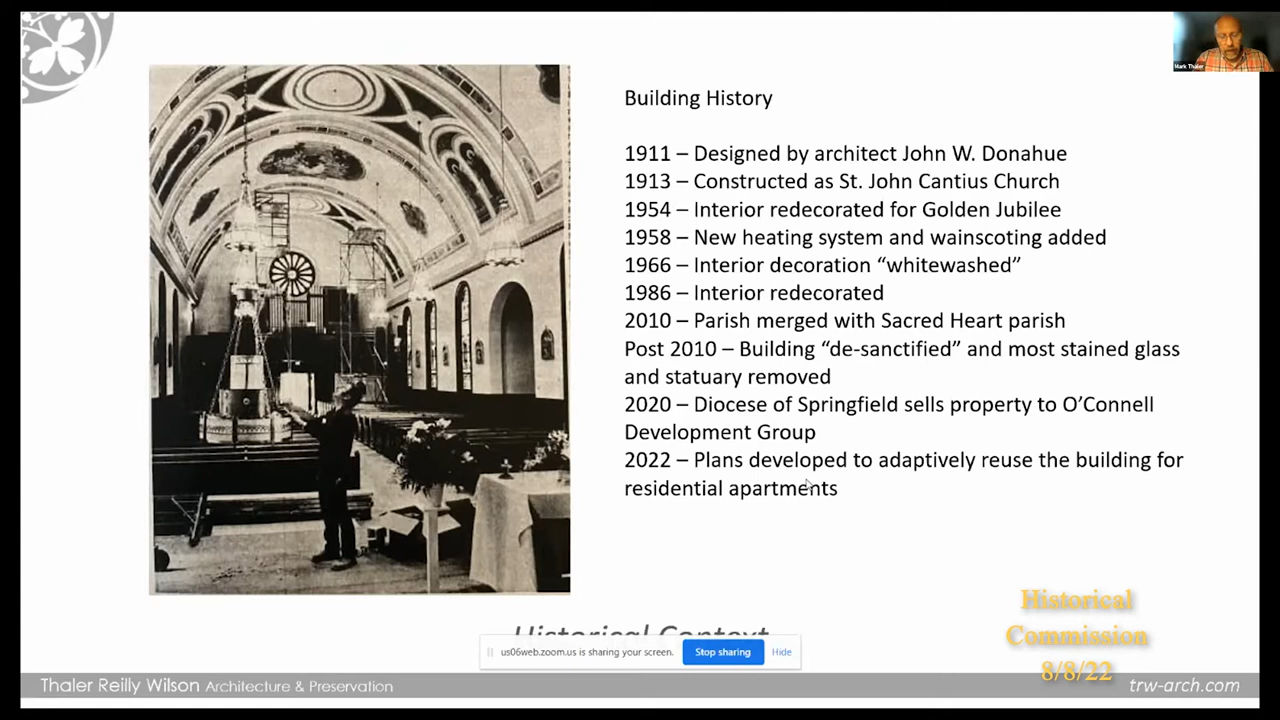 Mark Thaler
Building History
1911 – Designed by architect John W. Donahue
1913 – Constructed as St. John Cantius Church
1954 – Interior redecorated for Golden Jubilee
1958 – New heating system and wainscoting added
1966 – Interior decoration “whitewashed”
1986 – Interior redecorated
2010 – Parish merged with Sacred Heart parish
Post 2010 – Building “de-sanctified” and most stained glass
and statuary removed
2020 – Diocese of Springfield sells property to O’Connell
Development Group
2022 – Plans developed to adaptively reuse the building for
residential apartments
Historical Context
us06web.zoom.us is sharing your screen. Stop sharing Hide
Historical
Commission
8/8/22
Thaler Reilly Wilson Architecture & Preservation trw-arch.com